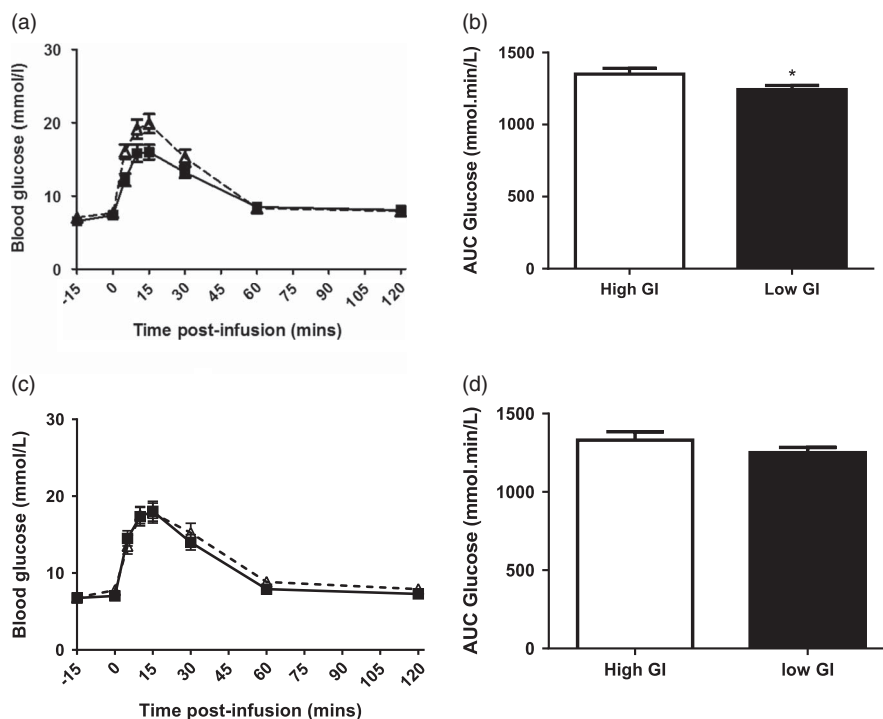 (a)
30
20
10
0
Blood glucose (mmol/l)
-15 0 15 30 45 60 75 90 105 120
Time post-infusion (mins)
(b)
1500
1000
500
0
AUC Glucose (mmol.min/L)
*
High GI Low GI
(c)
30
20
10
0
Blood glucose (mmol/L)
-15 0 15 30 45 60 75 90 105 120
Time post-infusion (mins)
(d)
1500
1000
500
0
AUC Glucose (mmol.min/L)
High GI low GI